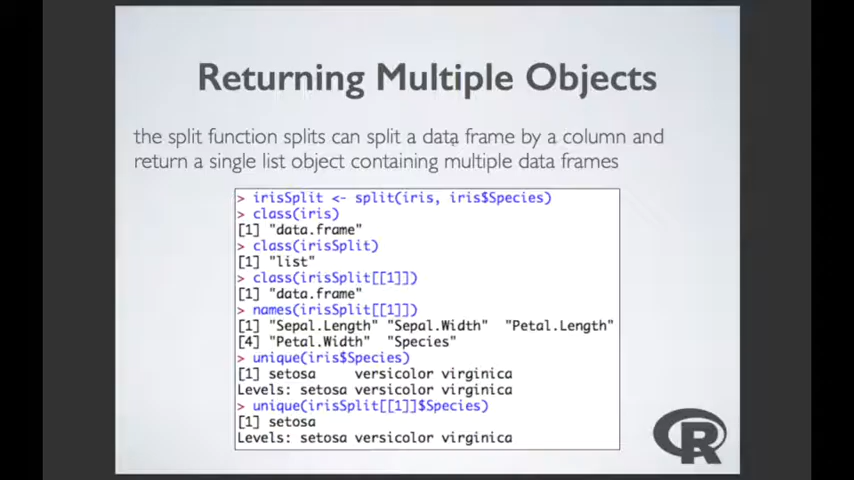 Returning Multiple Objects
the split function splits can split a data frame by a column and
return a single list object containing multiple data frames
> irisSplit <- split(iris, iris$Species)
> class(iris)
[1] "data.frame"
> class(irisSplit)
[1] "list"
> class(irisSplit[[1]])
[1] "data.frame"
> names(irisSplit[[1]])
[1] "Sepal.Length" "Sepal.Width"  "Petal.Length"
[4] "Petal.Width"  "Species"
> unique(iris$Species)
[1] setosa     versicolor virginica
Levels: setosa versicolor virginica
> unique(irisSplit[[1]]$Species)
[1] setosa
Levels: setosa versicolor virginica
R